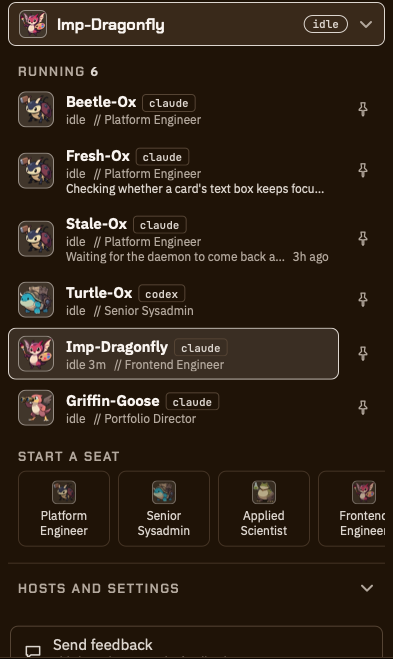 Imp-Dragonfly idle
RUNNING 6
Beetle-Ox claude
idle // Platform Engineer
Fresh-Ox claude
idle // Platform Engineer
Checking whether a card's text box keeps focu...
Stale-Ox claude
idle // Platform Engineer
Waiting for the daemon to come back a... 3h ago
Turtle-Ox codex
idle // Senior Sysadmin
Imp-Dragonfly claude
idle 3m // Frontend Engineer
Griffin-Goose claude
idle // Portfolio Director
START A SEAT
Platform
Engineer
Senior
Sysadmin
Applied
Scientist
Frontend
Engineer
HOSTS AND SETTINGS
Send feedback